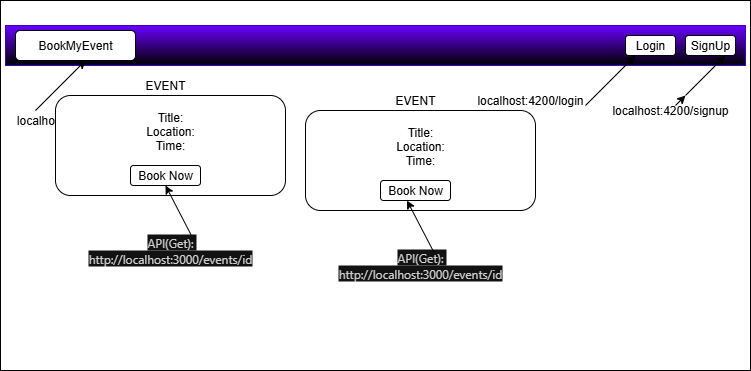 BookMyEvent
Login
SignUp
EVENT
EVENT
localhost:4200/login
localhost:4200/signup
localho
Title:
Location:
Time:
Book Now
Title:
Location:
Time:
Book Now
API(Get):
http://localhost:3000/events/id
API(Get):
http://localhost:3000/events/id